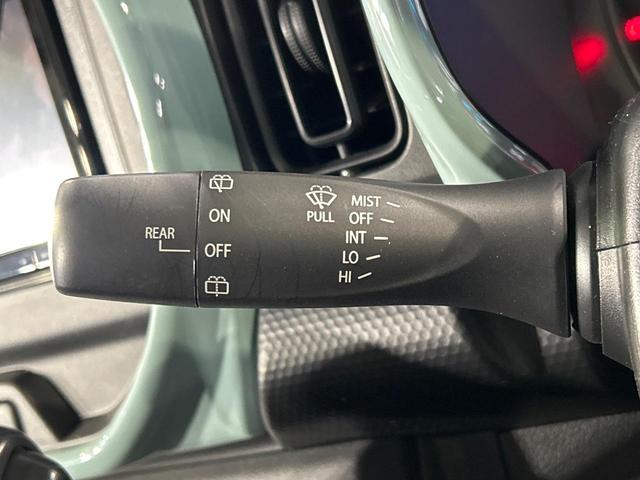 REAR
ON
OFF
PULL
MIST
OFF
INT
LO
HI